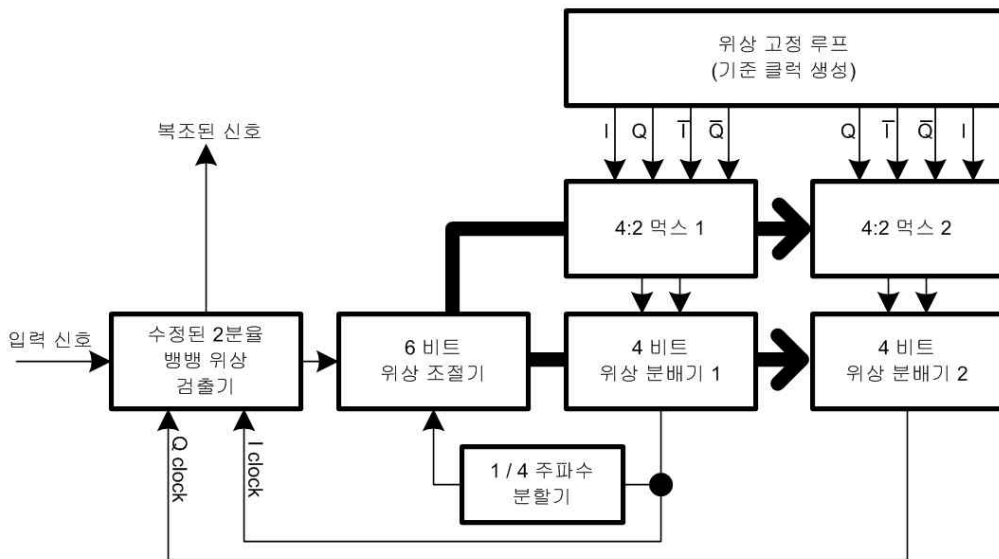 위상 고정 루프
(기준 클럭 생성)
I Q I̅ Q̅
Q I̅ Q̅ I
복조된 신호
4:2 먹스 1
4:2 먹스 2
입력 신호
수정된 2분율
뱅뱅 위상
검출기
6 비트
위상 조절기
4 비트
위상 분배기 1
4 비트
위상 분배기 2
Q clock
I clock
1 / 4 주파수
분할기